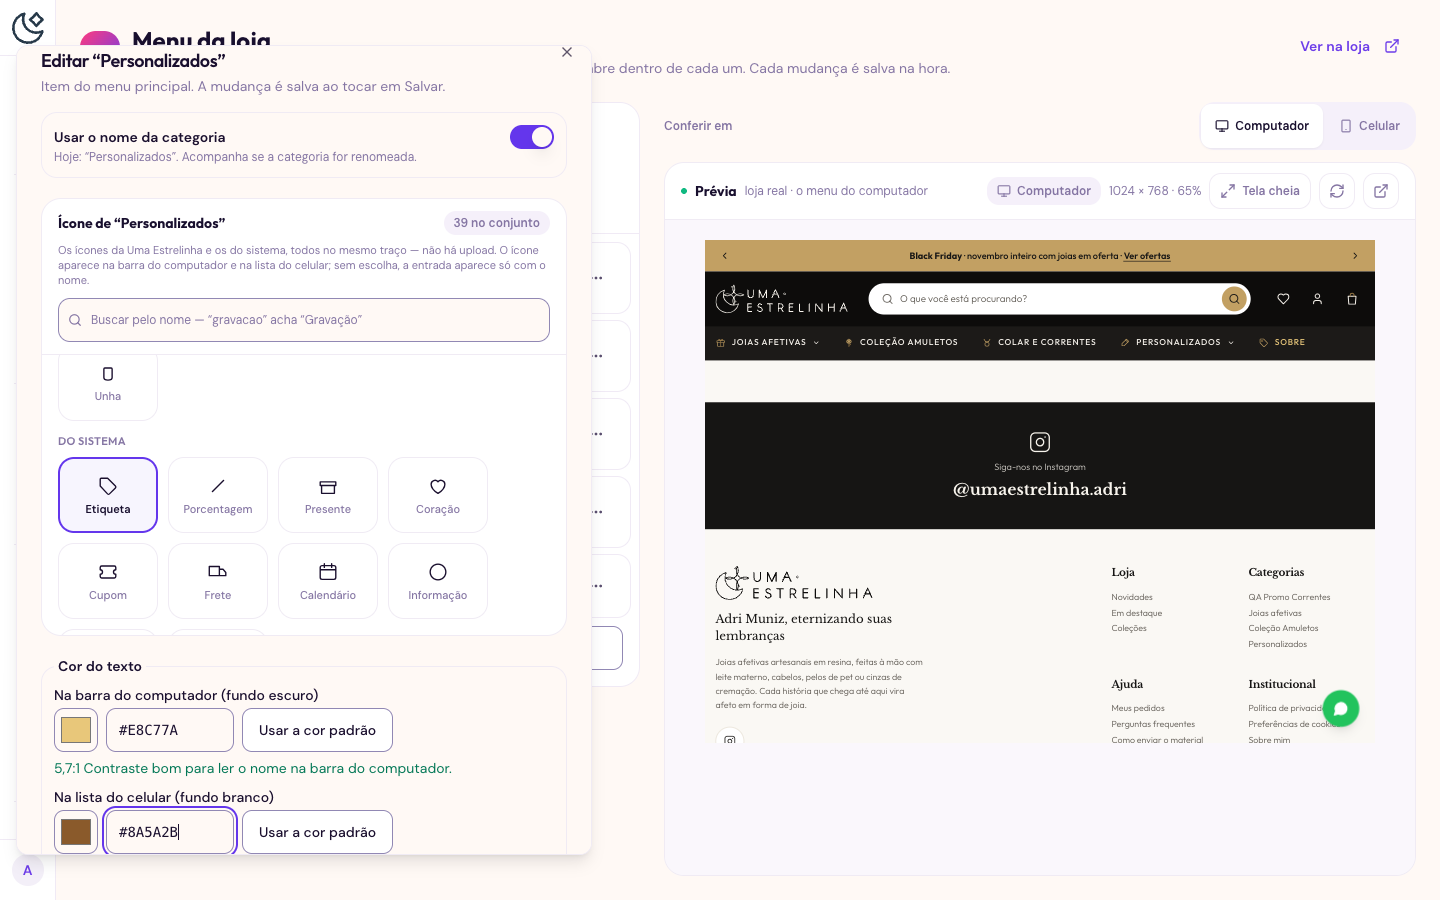 Menu da loja
abre dentro de cada um. Cada mudança é salva na hora.
Ver na loja
Editar “Personalizados”
Item do menu principal. A mudança é salva ao tocar em Salvar.
Usar o nome da categoria
Hoje: “Personalizados”. Acompanha se a categoria for renomeada.
Ícone de “Personalizados”
39 no conjunto
Os ícones da Uma Estrelinha e os do sistema, todos no mesmo traço — não há upload. O ícone
aparece na barra do computador e na lista do celular; sem escolha, a entrada aparece só com o
nome.
Buscar pelo nome — “gravacao” acha “Gravação”
Unha
DO SISTEMA
Etiqueta
Porcentagem
Presente
Coração
Cupom
Frete
Calendário
Informação
Cor do texto
Na barra do computador (fundo escuro)
#E8C77A
Usar a cor padrão
5,7:1 Contraste bom para ler o nome na barra do computador.
Na lista do celular (fundo branco)
#8A5A2B
Usar a cor padrão
A
Conferir em
Computador
Celular
Prévia
loja real · o menu do computador
Computador
1024 × 768 · 65%
Tela cheia
Black Friday · novembro inteiro com joias em oferta · Ver ofertas
UMA
ESTRELINHA
O que você está procurando?
JOIAS AFETIVAS
COLEÇÃO AMULETOS
COLAR E CORRENTES
PERSONALIZADOS
SOBRE
Siga-nos no Instagram
@umaestrelinha.adri
UMA
ESTRELINHA
Adri Muniz, eternizando suas
lembranças
Joias afetivas artesanais em resina, feitas à mão com
leite materno, cabelos, pelos de pet ou cinzas de
cremação. Cada história que chega até aqui vira
afeto em forma de joia.
Loja
Novidades
Em destaque
Coleções
Categorias
QA Promo Correntes
Joias afetivas
Coleção Amuletos
Personalizados
Ajuda
Meus pedidos
Perguntas frequentes
Como enviar o material
Institucional
Política de privacid
Preferências de cookie
Sobre mim